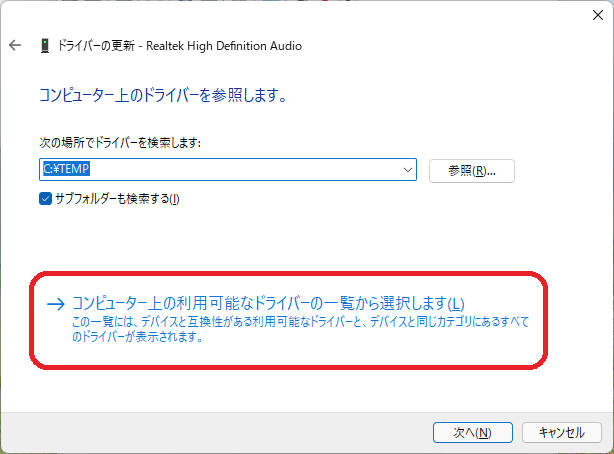 ドライバーの更新 - Realtek High Definition Audio
コンピューター上のドライバーを参照します。
次の場所でドライバーを検索します:
C:¥TEMP
参照(R)...
サブフォルダーも検索する(I)
コンピューター上の利用可能なドライバーの一覧から選択します(L)
この一覧には、デバイスと互換性がある利用可能なドライバーと、デバイスと同じカテゴリにあるすべて
のドライバーが表示されます。
次へ(N)
キャンセル